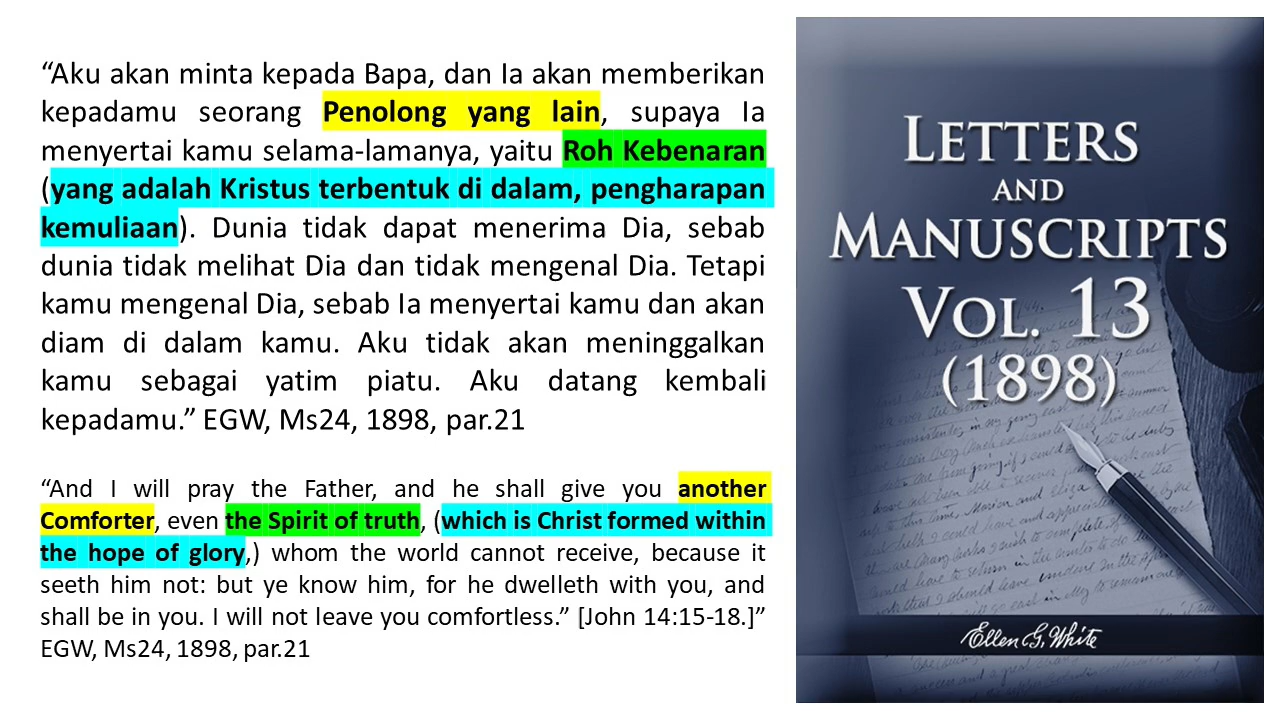 “Aku akan minta kepada Bapa, dan Ia akan memberikan
kepadamu seorang Penolong yang lain, supaya Ia
menyertai kamu selama-lamanya, yaitu Roh Kebenaran
(yang adalah Kristus terbentuk di dalam, pengharapan
kemuliaan). Dunia tidak dapat menerima Dia, sebab
dunia tidak melihat Dia dan tidak mengenal Dia. Tetapi
kamu mengenal Dia, sebab Ia menyertai kamu dan akan
diam di dalam kamu. Aku tidak akan meninggalkan
kamu sebagai yatim piatu. Aku datang kembali
kepadamu.” EGW, Ms24, 1898, par.21
“And I will pray the Father, and he shall give you another
Comforter, even the Spirit of truth, (which is Christ formed within
the hope of glory,) whom the world cannot receive, because it
seeth him not: but ye know him, for he dwelleth with you, and
shall be in you. I will not leave you comfortless.” [John 14:15-18.]”
EGW, Ms24, 1898, par.21
LETTERS
AND
MANUSCRIPTS
VOL. 13
(1898)
Ellen G. White